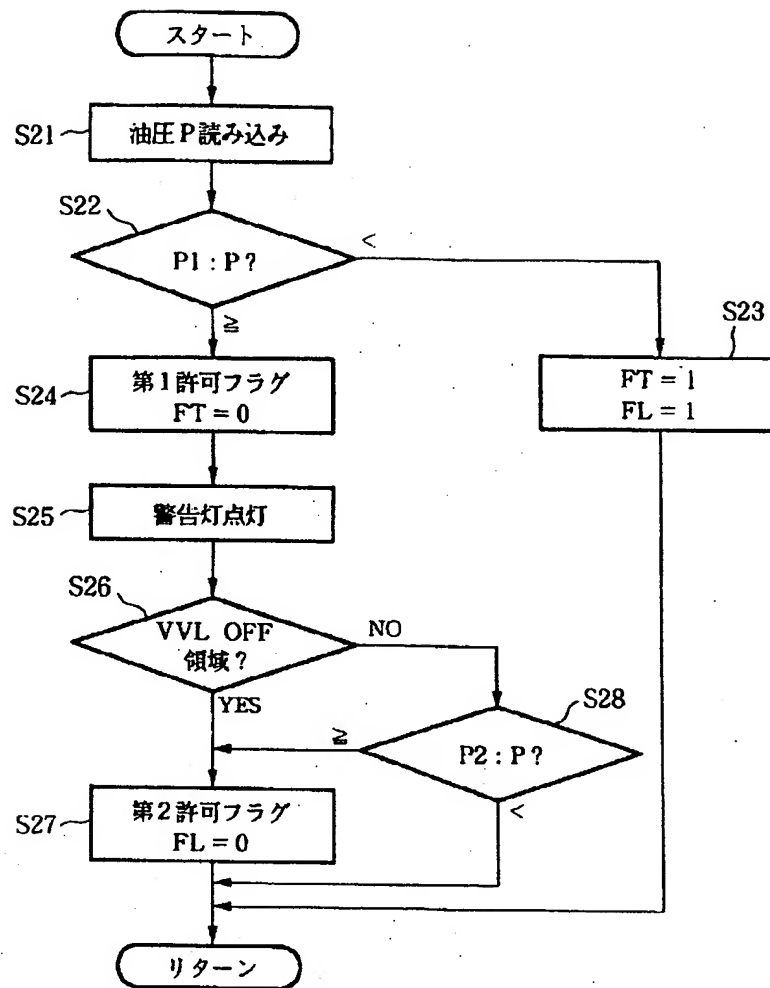 スタート
S21
油圧P読み込み
S22
P1:P?
<
≧
S23
FT=1
FL=1
S24
第1許可フラグ
FT=0
S25
警告灯点灯
S26
VVL OFF
領域?
NO
YES
S28
P2:P?
≧
<
S27
第2許可フラグ
FL=0
リターン